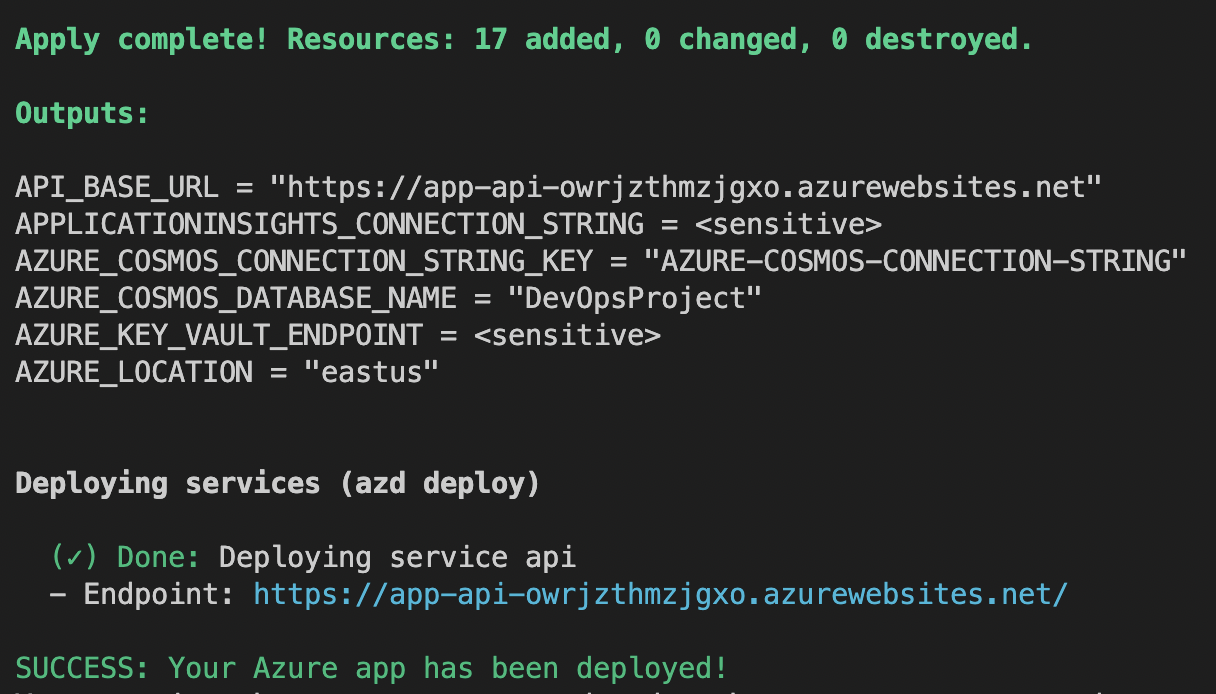 Apply complete! Resources: 17 added, 0 changed, 0 destroyed.
Outputs:
API_BASE_URL = "https://app-api-owrjzthmzjgxo.azurewebsites.net"
APPLICATIONINSIGHTS_CONNECTION_STRING = <sensitive>
AZURE_COSMOS_CONNECTION_STRING_KEY = "AZURE-COSMOS-CONNECTION-STRING"
AZURE_COSMOS_DATABASE_NAME = "DevOpsProject"
AZURE_KEY_VAULT_ENDPOINT = <sensitive>
AZURE_LOCATION = "eastus"
Deploying services (azd deploy)
(✓) Done: Deploying service api
- Endpoint: https://app-api-owrjzthmzjgxo.azurewebsites.net/
SUCCESS: Your Azure app has been deployed!